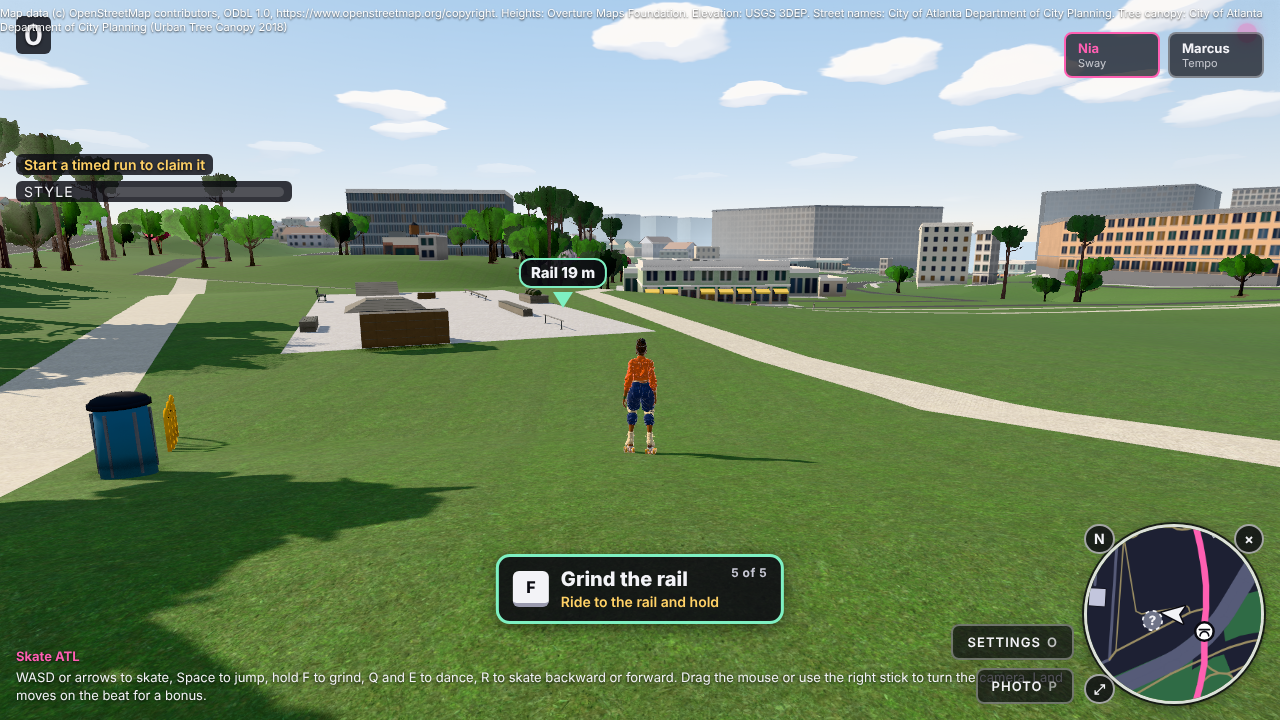 Map data (c) OpenStreetMap contributors, ODbL 1.0, https://www.openstreetmap.org/copyright. Heights: Overture Maps Foundation. Elevation: USGS 3DEP. Street names: City of Atlanta Department of City Planning. Tree canopy: City of Atlanta
Department of City Planning (Urban Tree Canopy 2018)
0
Nia
Sway
Marcus
Tempo
Start a timed run to claim it
STYLE
Rail 19 m
F
Grind the rail
5 of 5
Ride to the rail and hold
N
×
?
SETTINGS O
PHOTO P
Skate ATL
WASD or arrows to skate, Space to jump, hold F to grind, Q and E to dance, R to skate backward or forward. Drag the mouse or use the right stick to turn the camera. Land
moves on the beat for a bonus.